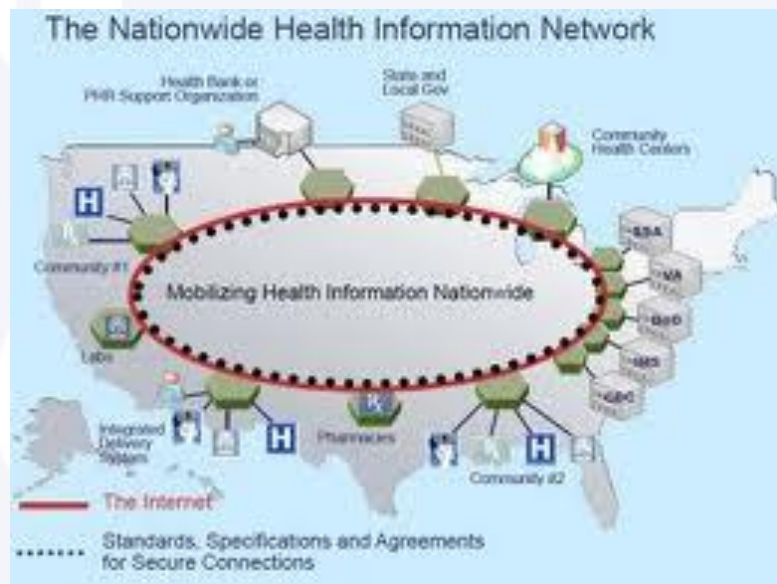 The Nationwide Health Information Network
Health Bank or
PHR Support Organization
State and
Local Gov
Community
Health Centers
SSA
VA
DoD
IHS
CDC
H
Community #1
Mobilizing Health Information Nationwide
Labs
Integrated
Delivery
System
H
Pharmacies
H
Community #2
The Internet
Standards, Specifications and Agreements
for Secure Connections